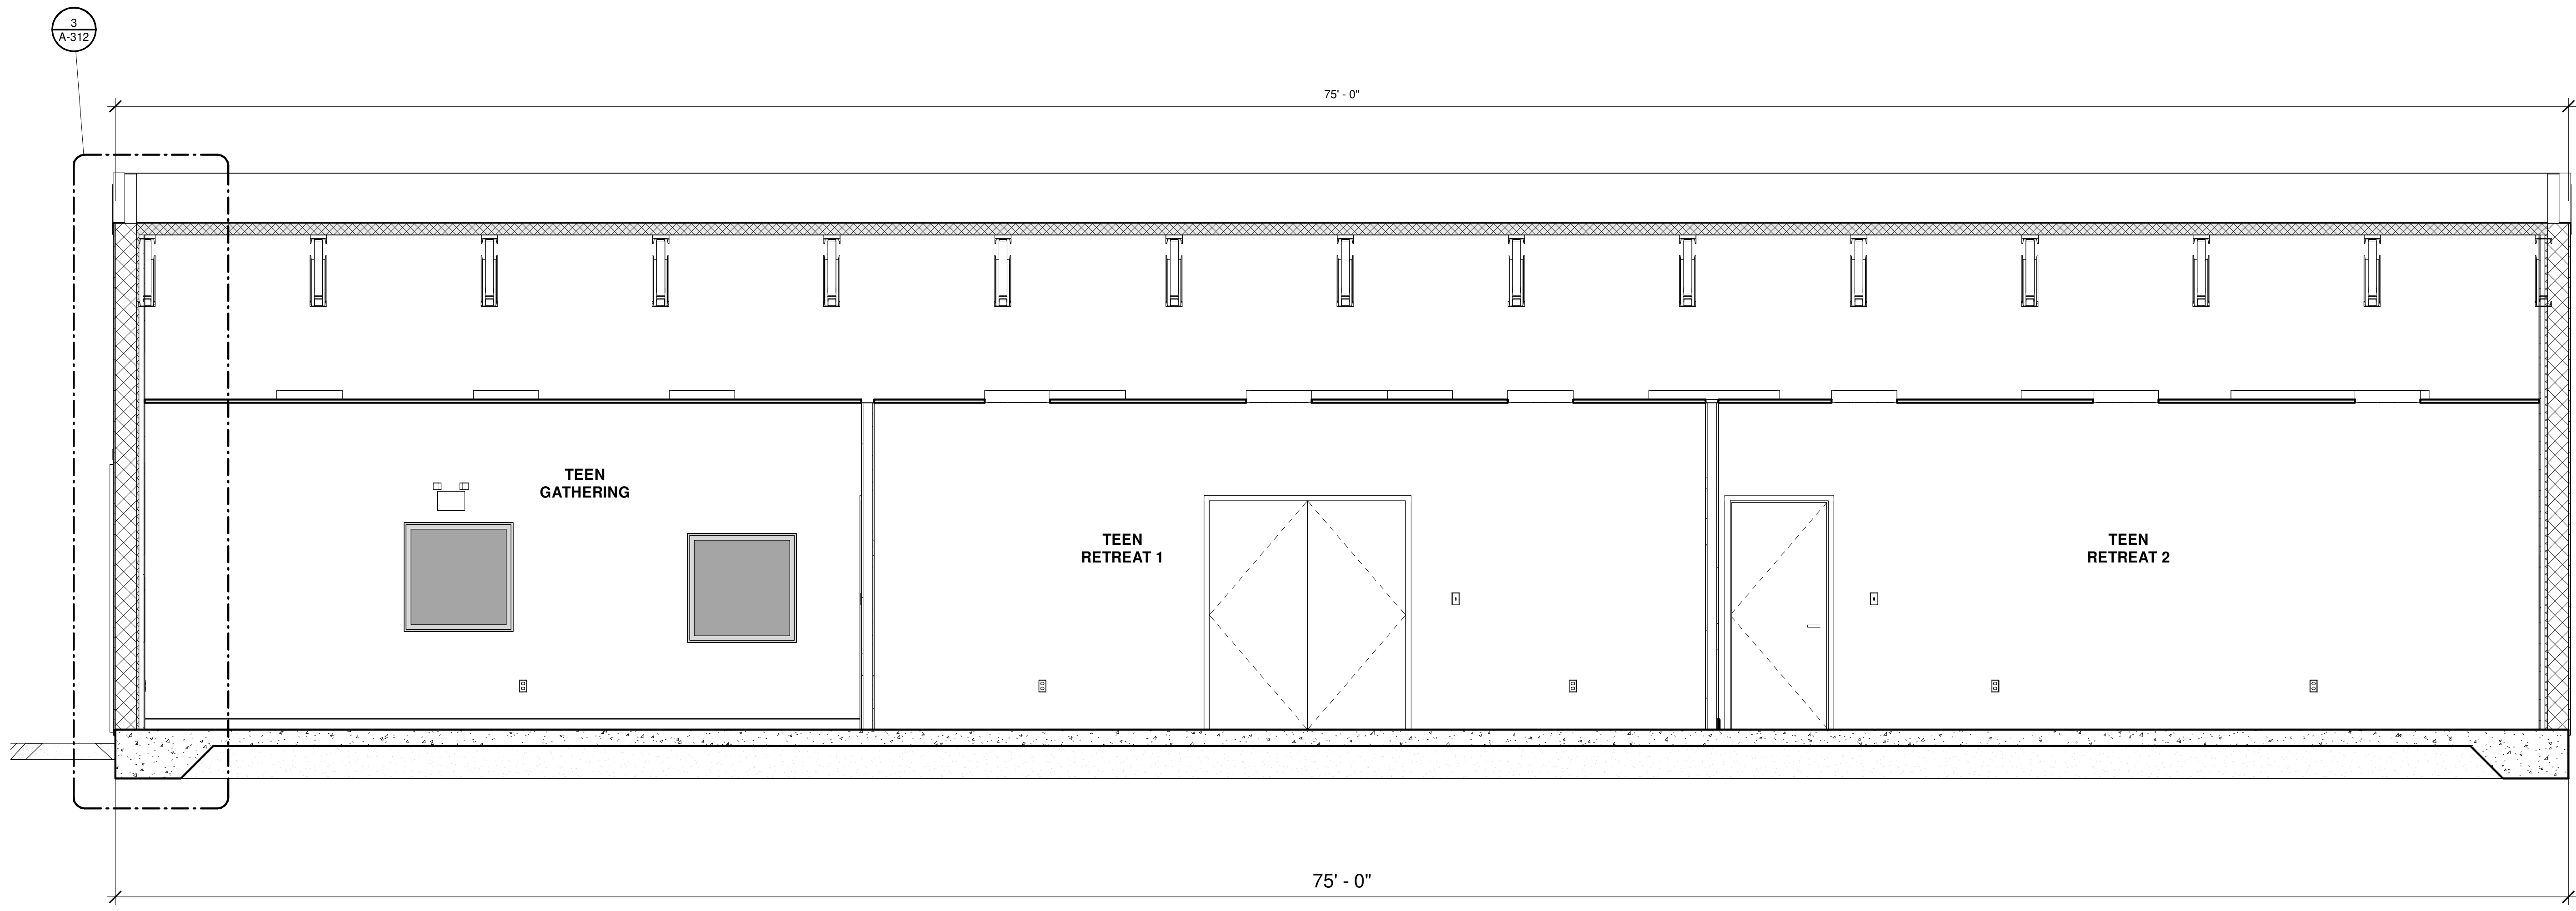 3
A-312
75' - 0"
TEEN
GATHERING
TEEN
RETREAT 1
TEEN
RETREAT 2
75' - 0"